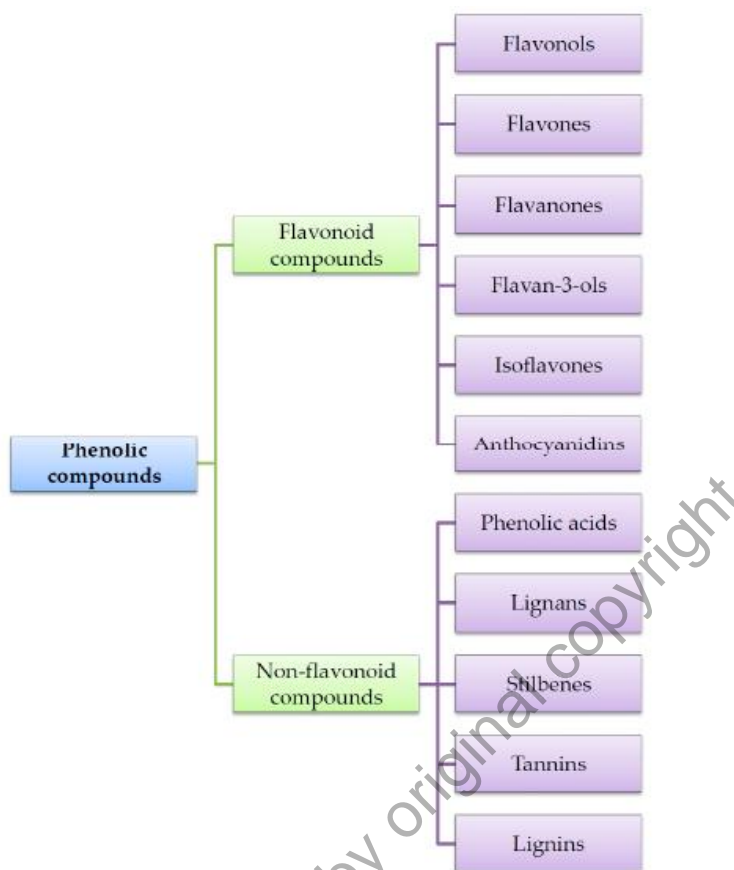 Flavonols
Flavones
Flavonoid
compounds
Flavanones
Flavan-3-ols
Isoflavones
Anthocyanidins
Phenolic
compounds
Phenolic acids
Lignans
Non-flavonoid
compounds
Stilbenes
Tannins
Lignins
by original copyright